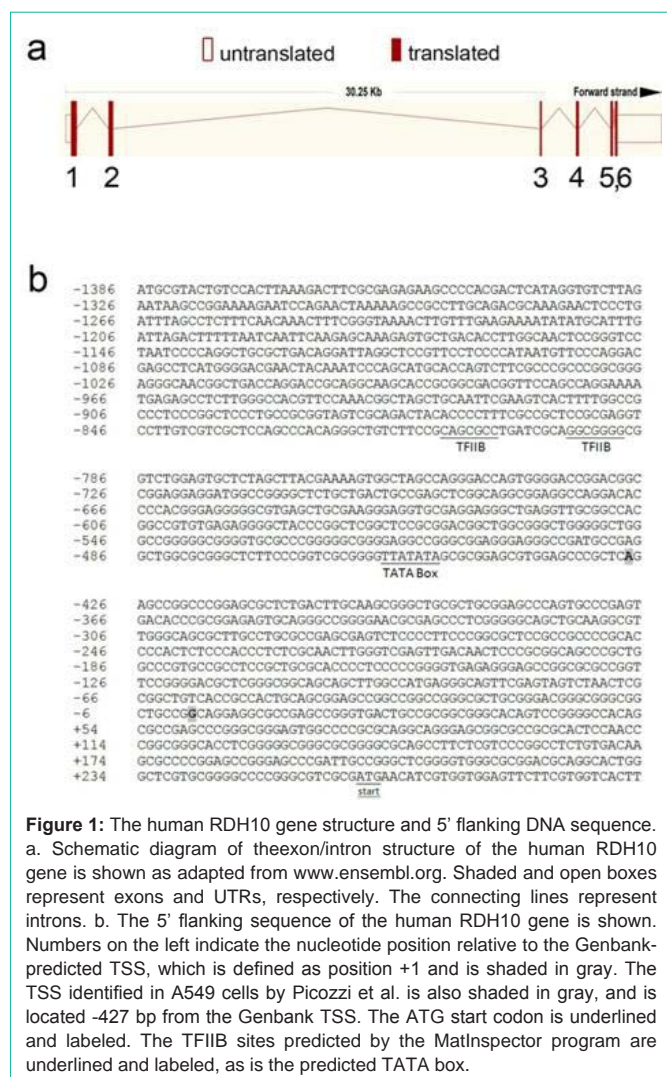 a
untranslated translated
30.25 Kb Forward strand
1 2 3 4 5,6
b
-1386 ATGCGTACTGTCCACTTAAAGACTTCGCGAGAGAAGCCCCACGACTCATAGGTGTCTTAG
-1326 AATAAGCCGGAAAAGAATCCAGAACTAAAAAGCCGCCTTGCAGACGCAAAGAACTCCCTG
-1266 ATTTAGCCTCTTTCAACAAACTTTCGGGTAAAACTTGTTTGAAGAAAATATATGCATTTG
-1206 ATTAGACTTTTTAATCAATTCAAGAGCAAAGAGTGCTGACACCTTGGCAACTCCGGGTCC
-1146 TAATCCCCAGGCTGCGCTGACAGGATTAGGCTCCGTTCCTCCCCATAATGTTCCCAGGAC
-1086 GAGCCTCATGGGGACGAACTACAAATCCCAGCATGCACCAGTCTTCGCCCGCCCGGCGGG
-1026 AGGGCAACGGCTGACCAGGACCGCAGGCAAGCACCGCGGCGACGGTTCCAGCCAGGAAAA
-966 TGAGAGCCTCTTGGGCCACGTTCCAAACGGCTAGCTGCAATTCGAAGTCACTTTTGGCCG
-906 CCCTCCCGGCTCCCTGCCGCGGTAGTCGCAGACTACACCCCTTTCGCCGCTCCGCGAGGT
-846 CCTTGTCGTCGCTCCAGCCCACAGGGCTGTCTTCCGCAGCGCCTGATCGCAGGCGGGGCG
TFIIB TFIIB
-786 GTCTGGAGTGCTCTAGCTTACGAAAAGTGGCTAGCCAGGGACCAGTGGGGACCGGACGGC
-726 CGGAGGAGGATGGCCGGGGCTCTGCTGACTGCCGAGCTCGGCAGGCGGAGGCCAGGACAC
-666 CCCACGGGAGGGGGCGTGAGCTGCGAAGGGAGGTGCGAGGAGGGCTGAGGTTGCGGCCAC
-606 GGCCGTGTGAGAGGGGCTACCCGGCTCGGCTCCGCGGACGGCTGGCGGGCTGGGGGCTGG
-546 GCCGGGGGCGGGGTGCGCCCGGGGGCGGGGAGGCCGGGCGGAGGGAGGGCCGATGCCGAG
-486 GCTGGCGCGGGCTCTTCCCGGTCGCGGGGTTATATAGCGCGGAGCGTGGAGCCCGCTCAG
TATA Box
-426 AGCCGGCCCGGAGCGCTCTGACTTGCAAGCGGGCTGCGCTGCGGAGCCCAGTGCCCGAGT
-366 GACACCCGCGGAGAGTGCAGGGCCGGGGAACGCGAGCCCTCGGGGGCAGCTGCAAGGCGT
-306 TGGGCAGCGCTTGCCTGCGCCGAGCGAGTCTCCCCTTCCCGGCGCTCCGCCGCCCCGCAC
-246 CCCACTCTCCCACCCTCTCGCAACTTGGGTCGAGTTGACAACTCCCGCGGCAGCCCGCTG
-186 GCCCGTGCCGCCTCCGCTGCGCACCCCTCCCCCGGGGTGAGAGGGAGCCGGCGCGCCGGT
-126 TCCGGGGACGCTCGGGCGGCAGCAGCTTGGCCATGAGGGGCAGTTCGAGTAGTCTAACTCG
-66 CGGCTGTCACCGCCACTGCAGCGGAGCCGGCCGGCCGGGCGCTGCGGGACGGGCGGGCGG
-6 CTGCCGGCAGGAGGCGCCGAGCCGGGTGACTGCCGCGGCGGGCACAGTCCGGGGCCACAG
+54 CGCCGAGCCCGGGCGGGAGTGGCCCCGCGCAGGCAGGGAGCGGCGCCGCGCACTCCAACC
+114 CGGCGGGCACCTCGGGGGCGGGCGCGGGGCGCAGCCTTCTCGTCCCGGCCTCTGTGACAA
+174 GCGCCCCGGAGCCGGAGCCCGATTGCCGGGCTCGGGGTGGGCGCGGACGCAGGCACTGG
+234 GCTCGTGCGGGGCCCCGGGCGTCGCGATGAACATCGTGGTGGAGTTCTTCGTGGTCACTT
start
Figure 1: The human RDH10 gene structure and 5' flanking DNA sequence.
a. Schematic diagram of theexon/intron structure of the human RDH10
gene is shown as adapted from www.ensembl.org. Shaded and open boxes
represent exons and UTRs, respectively. The connecting lines represent
introns. b. The 5' flanking sequence of the human RDH10 gene is shown.
Numbers on the left indicate the nucleotide position relative to the Genbank-
predicted TSS, which is defined as position +1 and is shaded in gray. The
TSS identified in A549 cells by Picozzi et al. is also shaded in gray, and is
located -427 bp from the Genbank TSS. The ATG start codon is underlined
and labeled. The TFIIB sites predicted by the MatInspector program are
underlined and labeled, as is the predicted TATA box.